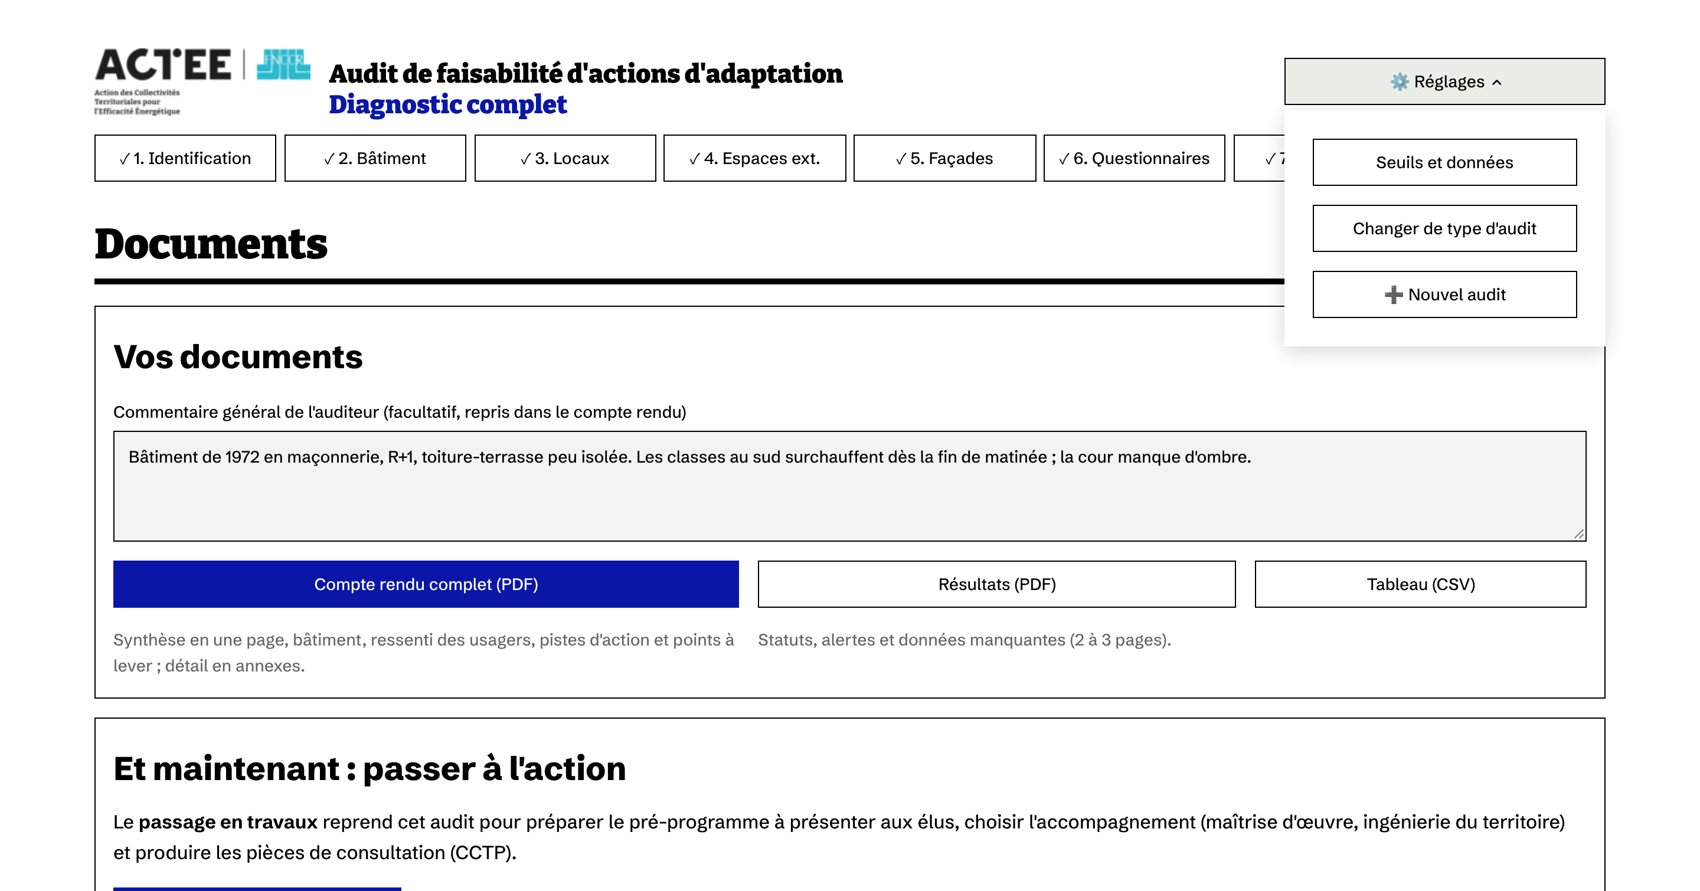 ACTEE | FNCCR
Action des Collectivités
Territoriales pour
l'Efficacité Énergétique
Audit de faisabilité d'actions d'adaptation
Diagnostic complet
⚙️ Réglages ^
✓ 1. Identification
✓ 2. Bâtiment
✓ 3. Locaux
✓ 4. Espaces ext.
✓ 5. Façades
✓ 6. Questionnaires
✓ 7
Seuils et données
Changer de type d'audit
➕ Nouvel audit
Documents
Vos documents
Commentaire général de l'auditeur (facultatif, repris dans le compte rendu)
Bâtiment de 1972 en maçonnerie, R+1, toiture-terrasse peu isolée. Les classes au sud surchauffent dès la fin de matinée ; la cour manque d'ombre.
Compte rendu complet (PDF)
Résultats (PDF)
Tableau (CSV)
Synthèse en une page, bâtiment, ressenti des usagers, pistes d'action et points à
lever ; détail en annexes.
Statuts, alertes et données manquantes (2 à 3 pages).
Et maintenant : passer à l'action
Le passage en travaux reprend cet audit pour préparer le pré-programme à présenter aux élus, choisir l'accompagnement (maîtrise d'œuvre, ingénierie du territoire)
et produire les pièces de consultation (CCTP).